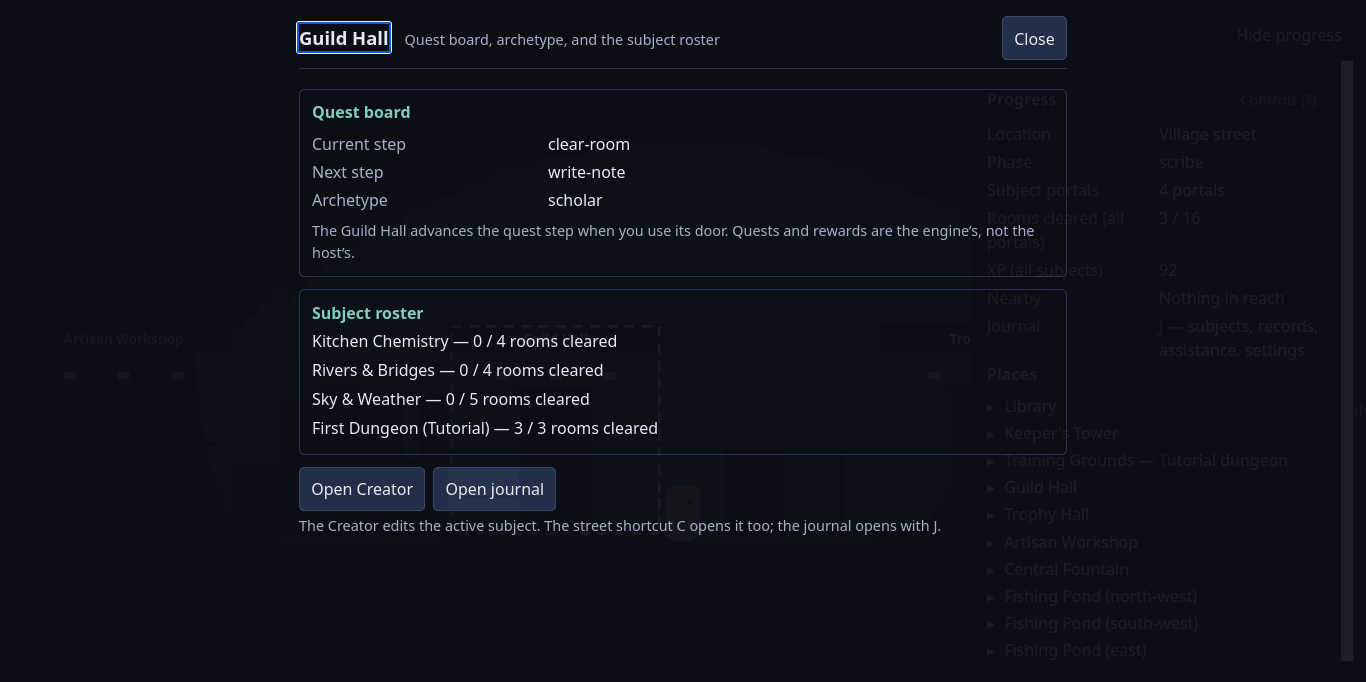 Guild Hall
Quest board, archetype, and the subject roster
Close
Hide progress
Quest board
Current step
clear-room
Next step
write-note
Archetype
scholar
The Guild Hall advances the quest step when you use its door. Quests and rewards are the engine's, not the
host's.
Subject roster
Kitchen Chemistry — 0 / 4 rooms cleared
Rivers & Bridges — 0 / 4 rooms cleared
Sky & Weather — 0 / 5 rooms cleared
First Dungeon (Tutorial) — 3 / 3 rooms cleared
Open Creator
Open journal
The Creator edits the active subject. The street shortcut C opens it too; the journal opens with J.
Artisan Workshop
Tro
Progress
Controls (?)
Location
Village street
Phase
scribe
Subject portals
4 portals
Rooms cleared (all
portals)
3 / 16
XP (all subjects)
92
Nearby
Nothing in reach
Journal
J — subjects, records,
assistance, settings
Places
▸ Library
▸ Keeper's Tower
▸ Training Grounds — Tutorial dungeon
▸ Guild Hall
▸ Trophy Hall
▸ Artisan Workshop
▸ Central Fountain
▸ Fishing Pond (north-west)
▸ Fishing Pond (south-west)
▸ Fishing Pond (east)